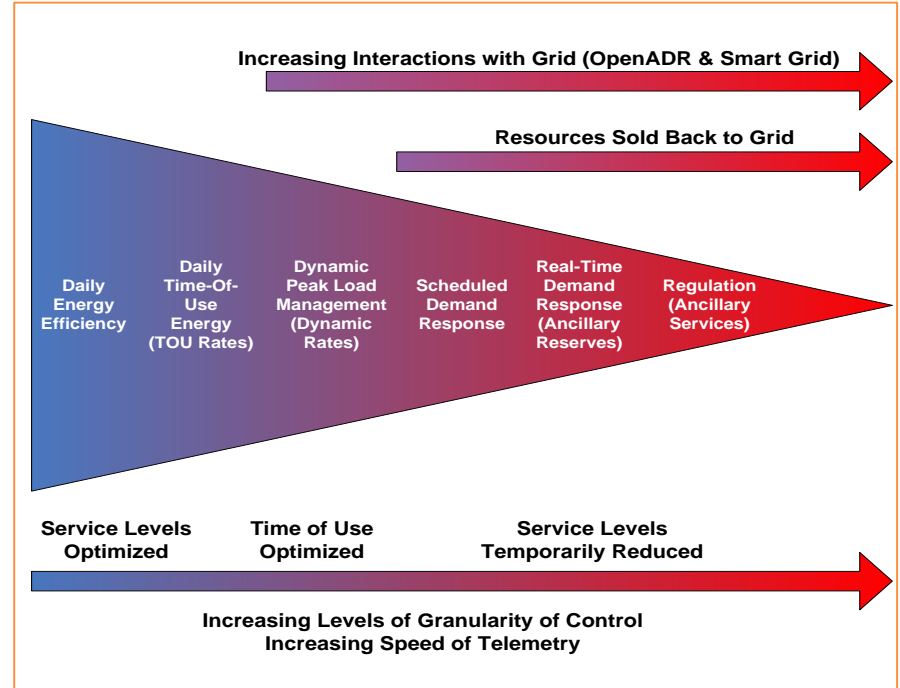 Increasing Interactions with Grid (OpenADR & Smart Grid)
Resources Sold Back to Grid
Daily
Energy
Efficiency
Daily
Time-Of-
Use
Energy
(TOU Rates)
Dynamic
Peak Load
Management
(Dynamic
Rates)
Scheduled
Demand
Response
Real-Time
Demand
Response
(Ancillary
Reserves)
Regulation
(Ancillary
Services)
Service Levels
Optimized
Time of Use
Optimized
Service Levels
Temporarily Reduced
Increasing Levels of Granularity of Control
Increasing Speed of Telemetry